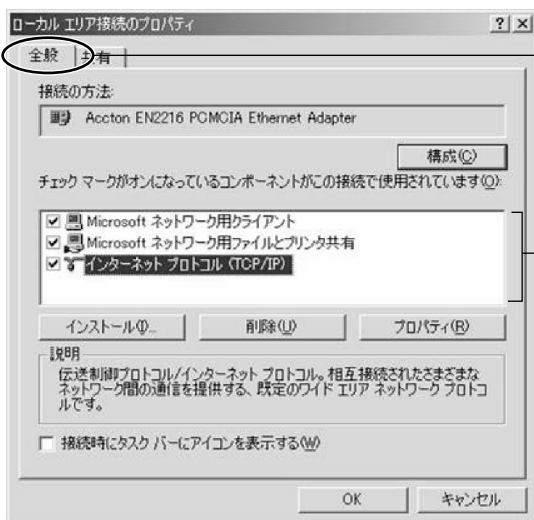 ローカル エリア接続のプロパティ
全般
共有
接続の方法:
Accton EN2216 PCMCIA Ethernet Adapter
構成(C)
チェック マークがオンになっているコンポーネントがこの接続で使用されています(O):
Microsoft ネットワーク用クライアント
Microsoft ネットワーク用ファイルとプリンタ共有
インターネット プロトコル (TCP/IP)
インストール(I)...
削除(U)
プロパティ(R)
説明
伝送制御プロトコル/インターネット プロトコル。相互接続されたさまざまな
ネットワーク間の通信を提供する、既定のワイド エリア ネットワーク プロトコ
ルです。
接続時にタスク バーにアイコンを表示する(W)
OK
キャンセル